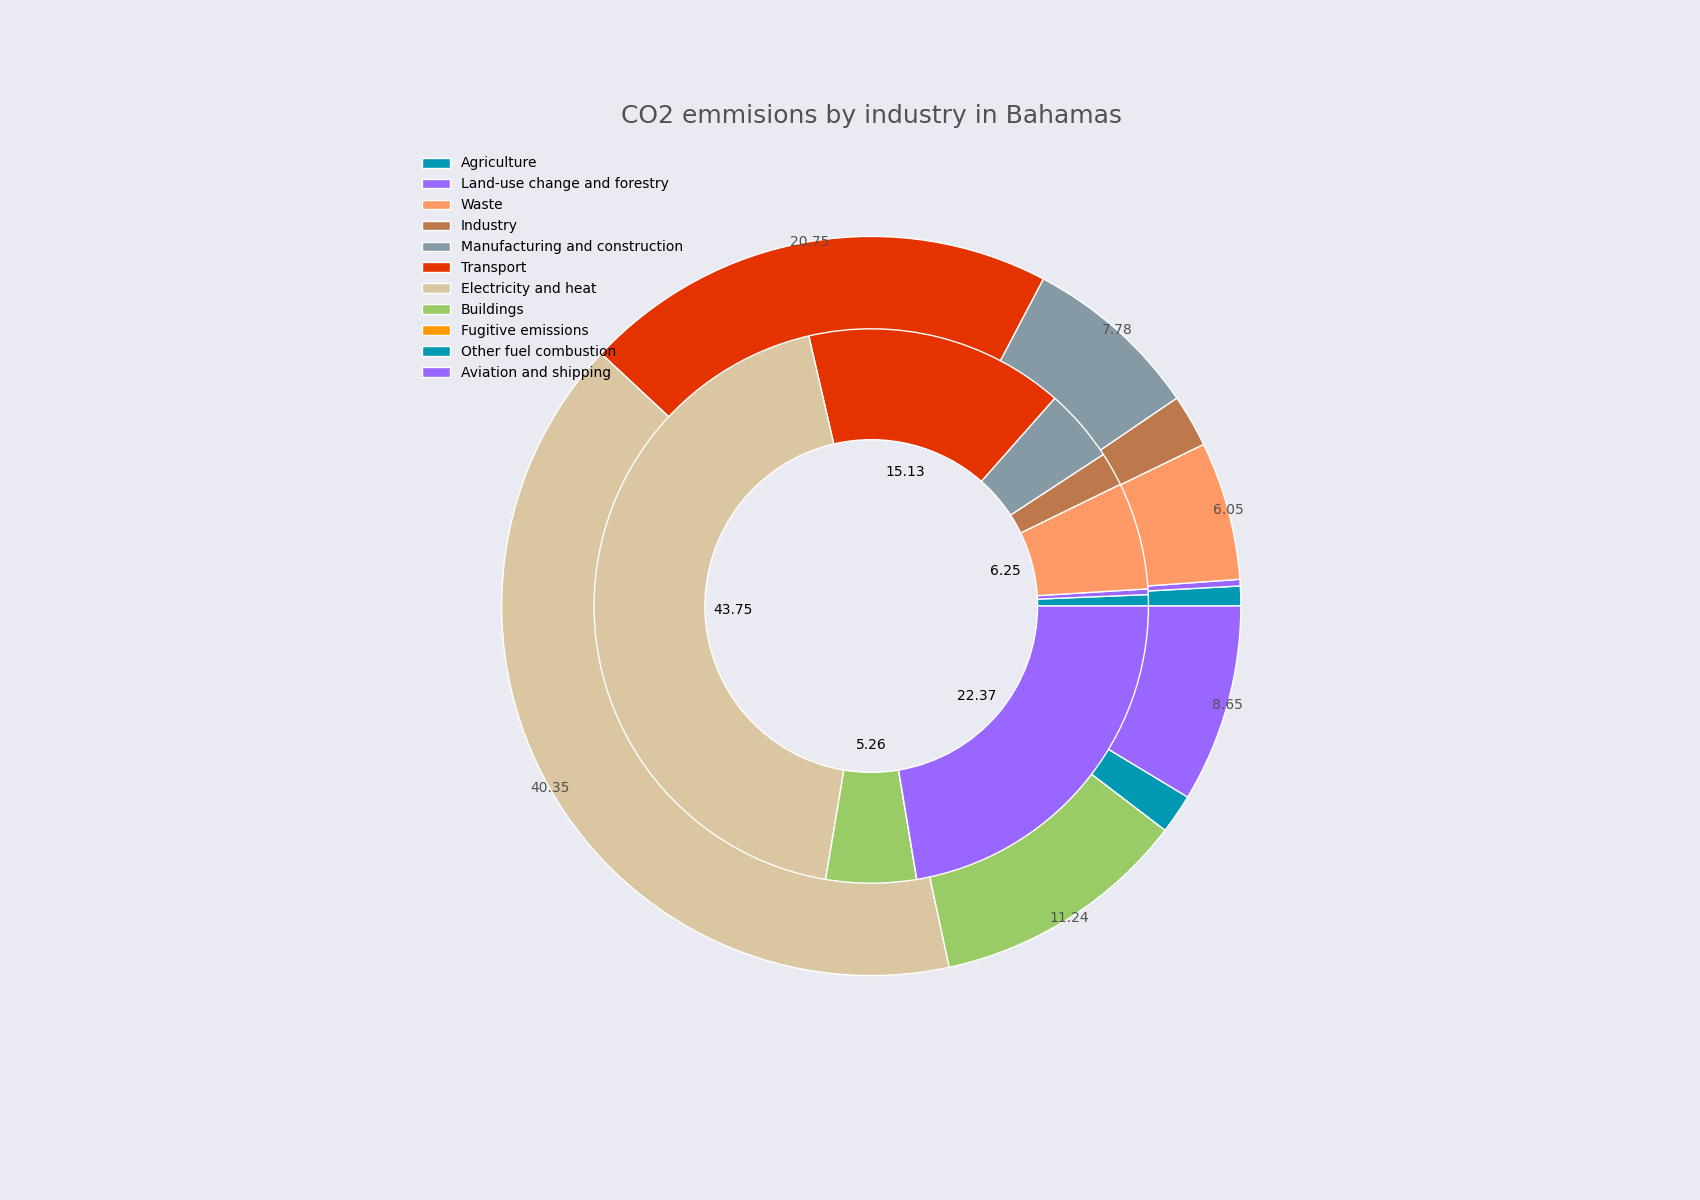 CO2 emmisions by industry in Bahamas
Agriculture
Land-use change and forestry
Waste
Industry
Manufacturing and construction
Transport
Electricity and heat
Buildings
Fugitive emissions
Other fuel combustion
Aviation and shipping
20.75
7.78
15.13
6.05
6.25
43.75
22.37
8.65
5.26
40.35
11.24